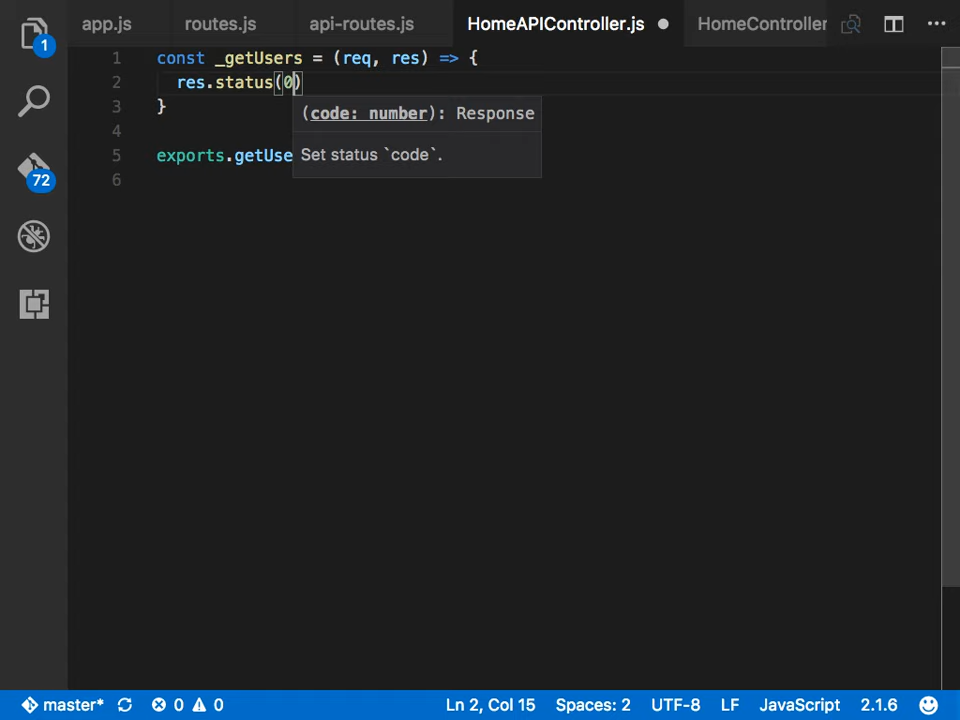 app.js routes.js api-routes.js HomeAPIController.js HomeController
1 const _getUsers = (req, res) => {
2 res.status(0)
3 }
(code: number): Response
4
Set status `code`.
5 exports.getUse
6
1
72
master* 0 0 Ln 2, Col 15 Spaces: 2 UTF-8 LF JavaScript 2.1.6